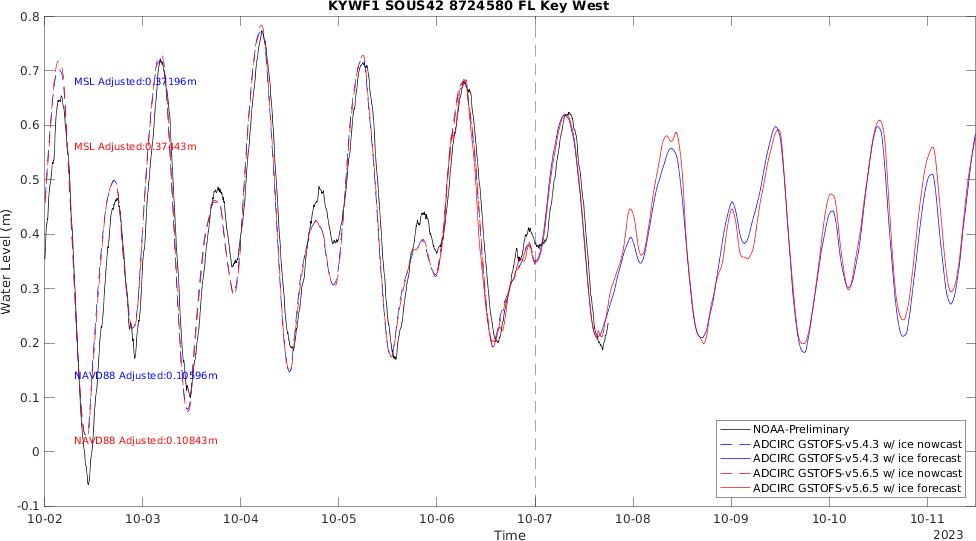 KYWF1 SOUS42 8724580 FL Key West
0.8
0.7
0.6
0.5
0.4
0.3
0.2
0.1
0
-0.1
Water Level (m)
MSL Adjusted:0.37196m
MSL Adjusted:0.37443m
NAVD88 Adjusted:0.10596m
NAVD88 Adjusted:0.10843m
NOAA-Preliminary
ADCIRC GSTOFS-v5.4.3 w/ ice nowcast
ADCIRC GSTOFS-v5.4.3 w/ ice forecast
ADCIRC GSTOFS-v5.6.5 w/ ice nowcast
ADCIRC GSTOFS-v5.6.5 w/ ice forecast
10-02 10-03 10-04 10-05 10-06 10-07 10-08 10-09 10-10 10-11
Time
2023